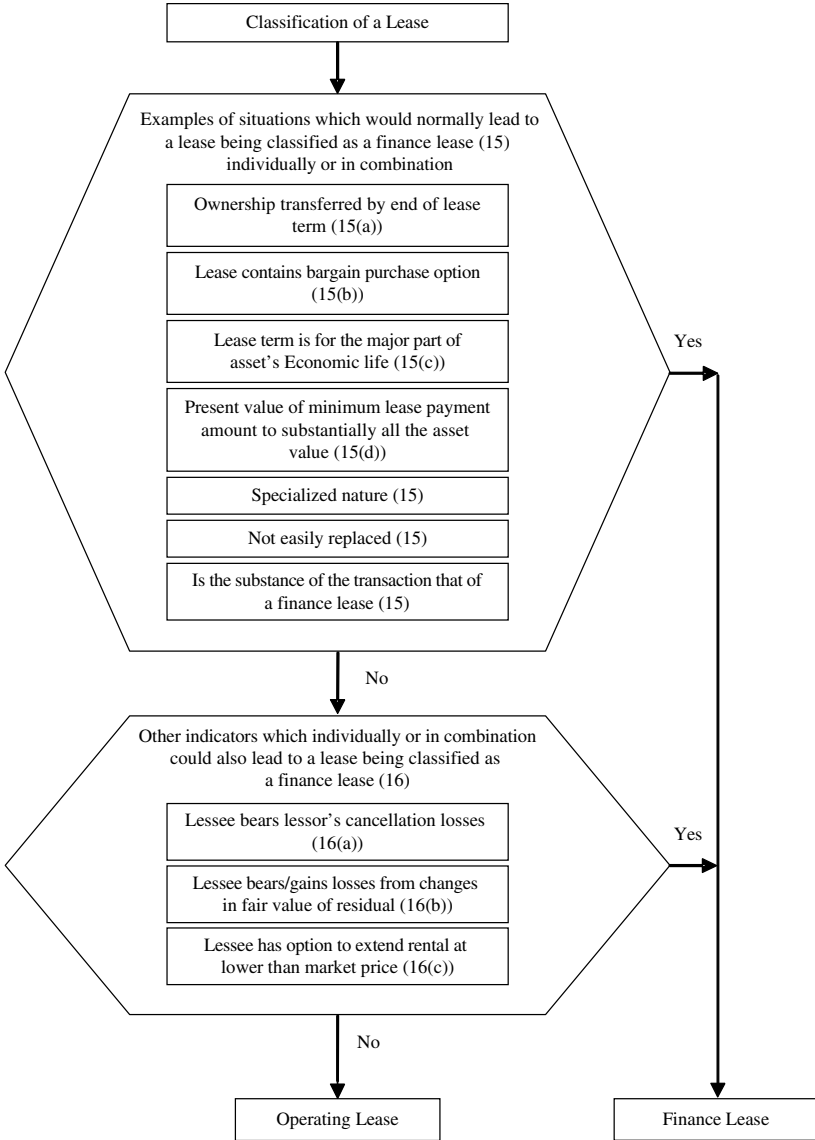 Classification of a Lease
Examples of situations which would normally lead to
a lease being classified as a finance lease (15)
individually or in combination
Ownership transferred by end of lease
term (15(a))
Lease contains bargain purchase option
(15(b))
Lease term is for the major part of
asset’s Economic life (15(c))
Yes
Present value of minimum lease payment
amount to substantially all the asset
value (15(d))
Specialized nature (15)
Not easily replaced (15)
Is the substance of the transaction that of
a finance lease (15)
No
Other indicators which individually or in combination
could also lead to a lease being classified as
a finance lease (16)
Lessee bears lessor’s cancellation losses
(16(a))
Yes
Lessee bears/gains losses from changes
in fair value of residual (16(b))
Lessee has option to extend rental at
lower than market price (16(c))
No
Operating Lease
Finance Lease